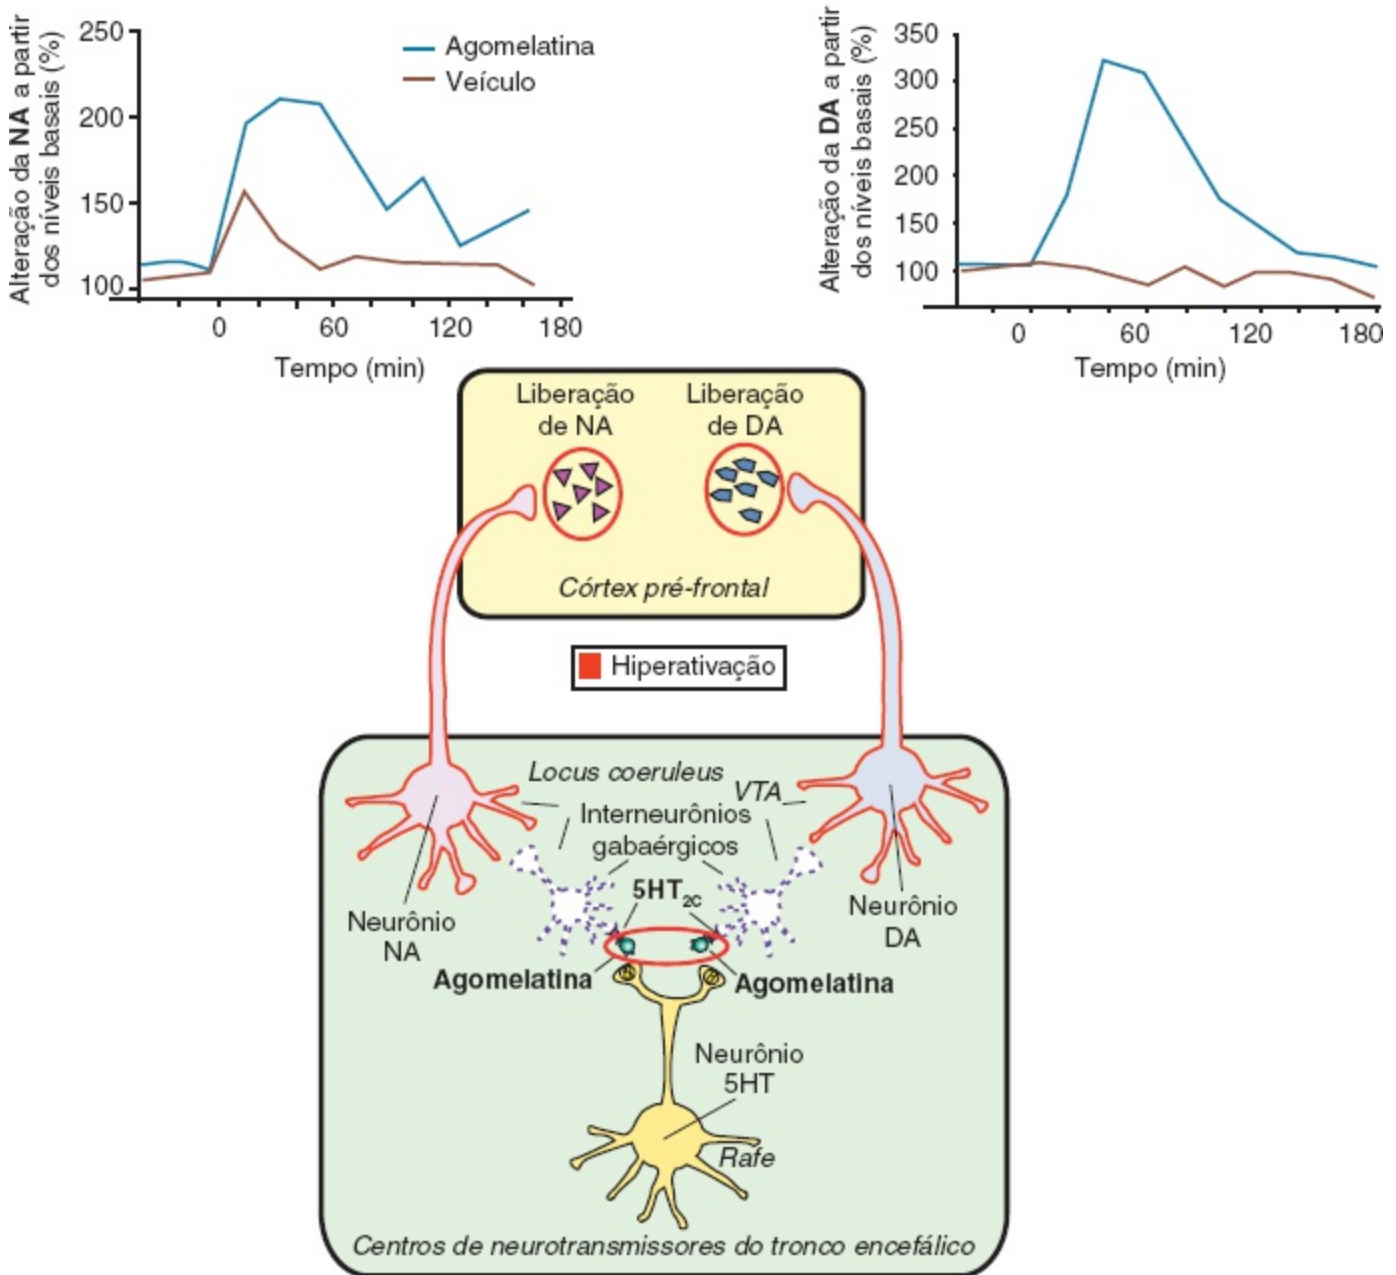 Alteração da NA a partir
dos níveis basais (%)
250
200
150
100
Agomelatina
Veículo
0 60 120 180
Tempo (min)
Alteração da DA a partir
dos níveis basais (%)
350
300
250
200
150
100
0 60 120 180
Tempo (min)
Liberação
de NA
Liberação
de DA
Córtex pré-frontal
Hiperativação
Locus coeruleus
VTA
Interneurônios
gabaérgicos
5HT2C
Neurônio
NA
Neurônio
DA
Agomelatina
Agomelatina
Neurônio
5HT
Rafe
Centros de neurotransmissores do tronco encefálico